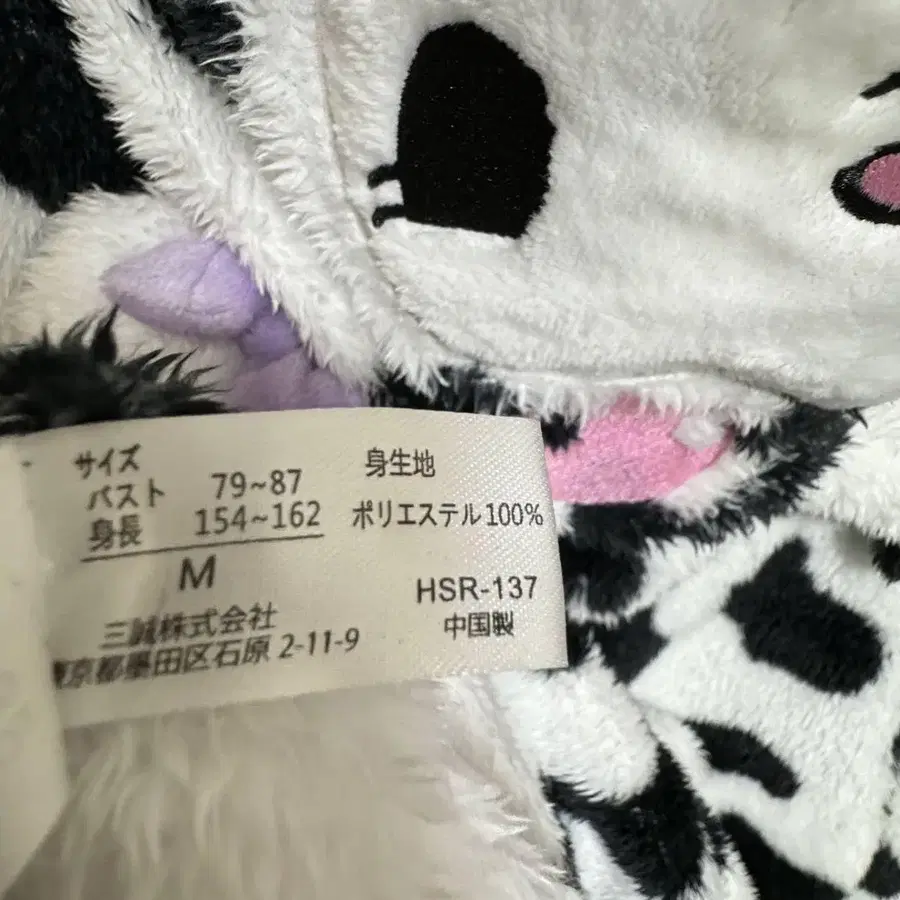 サイズ
バスト 79~87
身長 154~162
M
三誠株式会社
東京都墨田区石原 2-11-9
身生地
ポリエステル100%
HSR-137
中国製